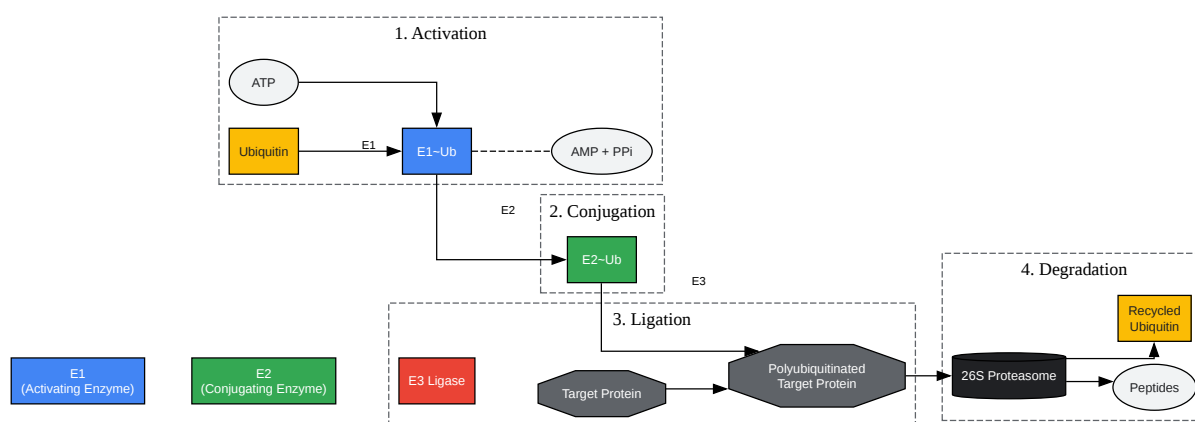 1. Activation
ATP
Ubiquitin
E1
E1~Ub
AMP + PPi
E2
2. Conjugation
E2~Ub
E3
3. Ligation
4. Degradation
Recycled
Ubiquitin
E1
(Activating Enzyme)
E2
(Conjugating Enzyme)
E3 Ligase
Target Protein
Polyubiquitinated
Target Protein
26S Proteasome
Peptides